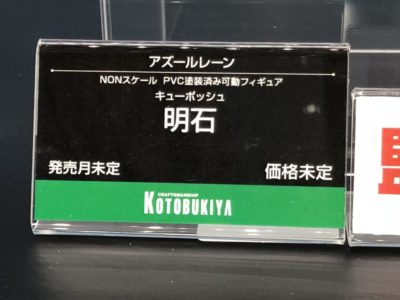 アズールレーン
NONスケール PVC塗装済み可動フィギュア
キューポッシュ
明石
発売月未定 価格未定
CRAFTSMANSHIP
KOTOBUKIYA